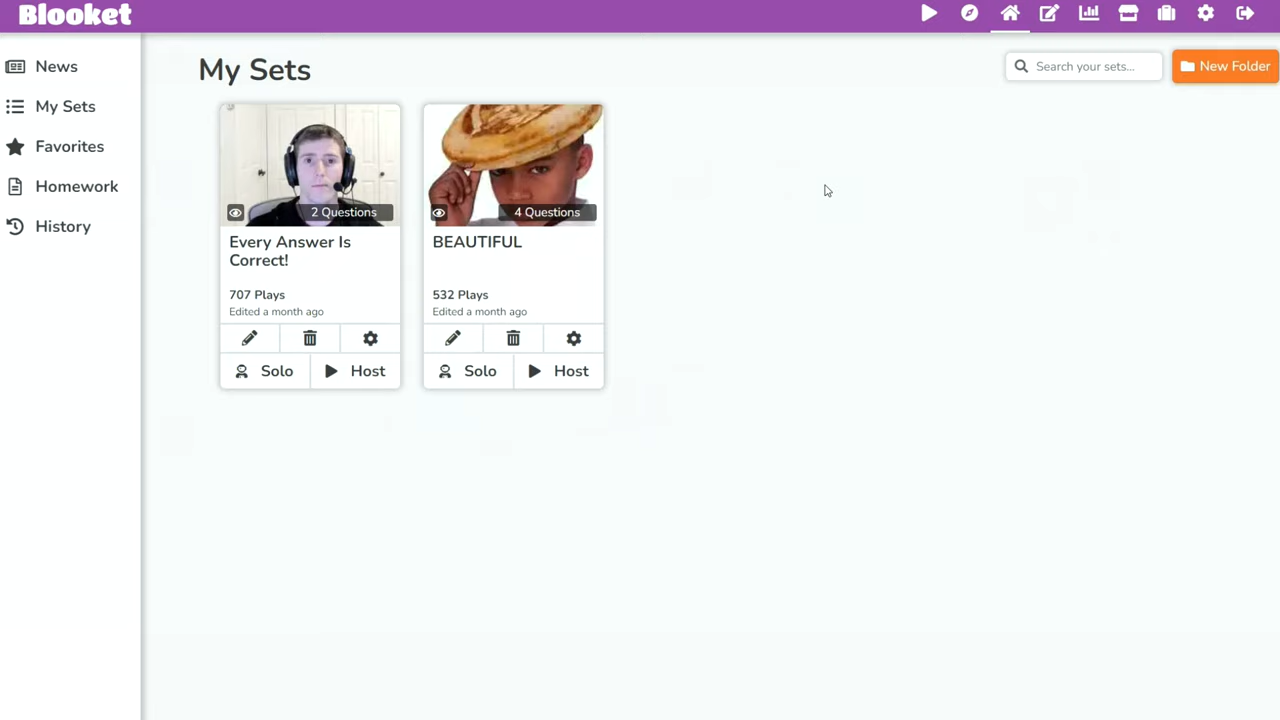 Blooket
News
My Sets
Favorites
Homework
History
My Sets
Search your sets...
New Folder
2 Questions
Every Answer Is
Correct!
707 Plays
Edited a month ago
Solo
Host
4 Questions
BEAUTIFUL
532 Plays
Edited a month ago
Solo
Host